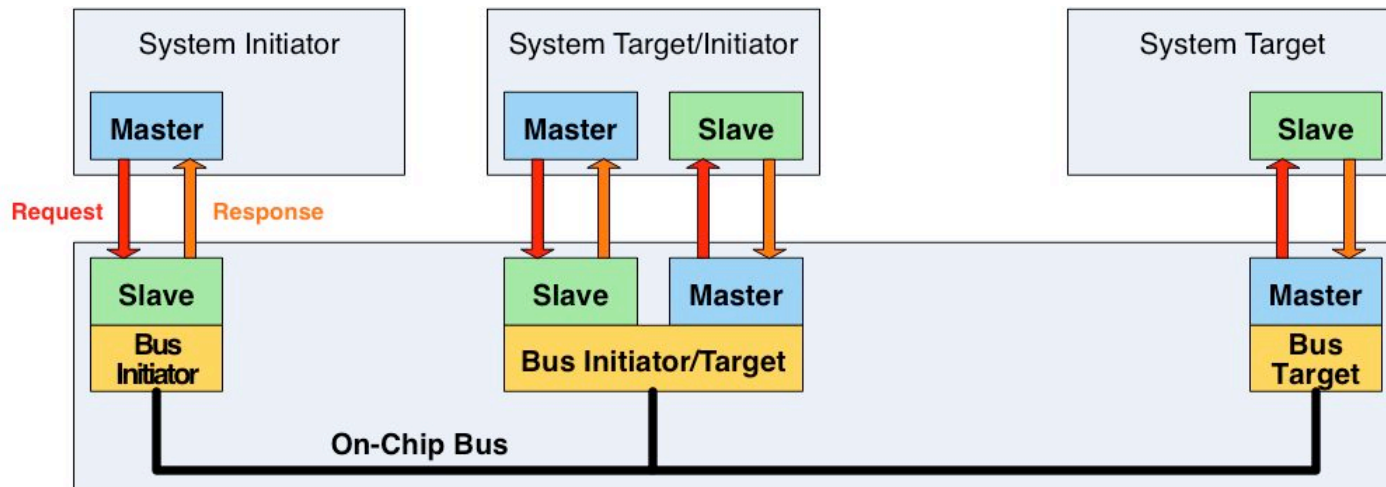 System Initiator
System Target/Initiator
System Target
Master
Master
Slave
Slave
Request
Response
Slave
Slave
Master
Master
Bus
Initiator
Bus Initiator/Target
Bus
Target
On-Chip Bus